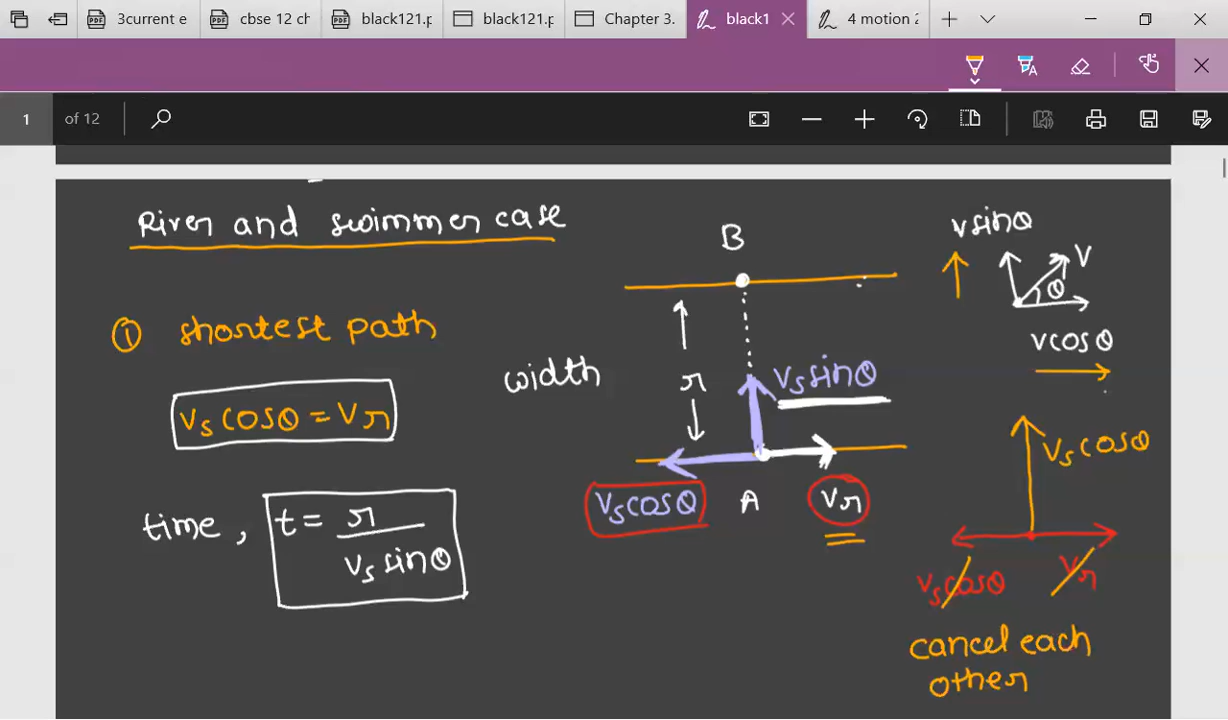 3current e
cbse 12 ch
black121.p
black121.p
Chapter 3.
black1
4 motion 2
1 of 12
River and swimmer case
① shortest path
Vs cosθ = Vr
time, t = r / Vs sinθ
B
width
r
Vs sinθ
Vs cosθ
A
Vr
v sinθ
V
θ
v cosθ
Vs cosθ
Vs cosθ
Vr
cancel each
other